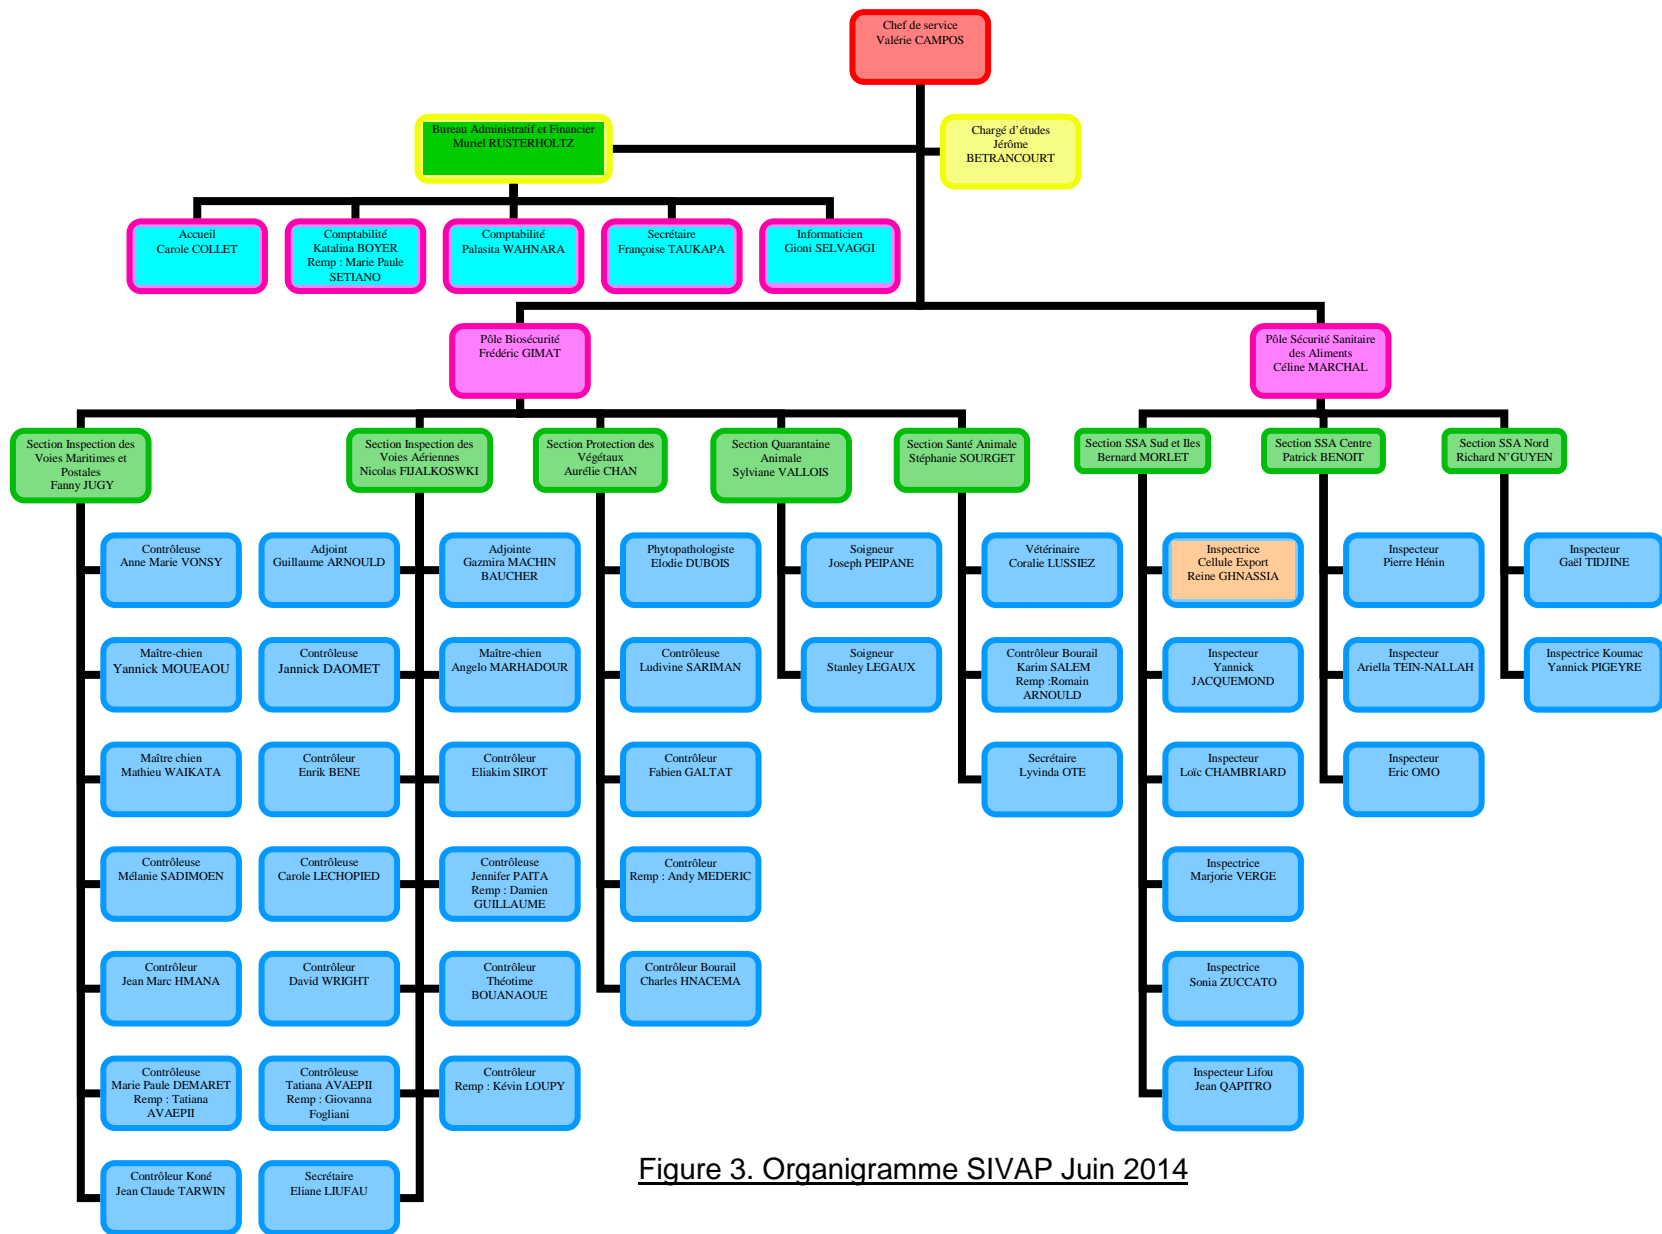 Chef de service
Valérie CAMPOS
Bureau Administratif et Financier
Muriel RUSTERHOLTZ
Chargé d'études
Jérôme
BETRANCOURT
Accueil
Carole COLLET
Comptabilité
Katalina BOYER
Remp : Marie Paule
SETIANO
Comptabilité
Palasita WAHNARA
Secrétaire
Françoise TAUKAPA
Informaticien
Gioni SELVAGGI
Pôle Biosécurité
Frédéric GIMAT
Pôle Sécurité Sanitaire
des Aliments
Céline MARCHAL
Section Inspection des
Voies Maritimes et
Postales
Fanny JUGY
Section Inspection des
Voies Aériennes
Nicolas FIJALKOSWKI
Section Protection des
Végétaux
Aurélie CHAN
Section Quarantaine
Animale
Sylviane VALLOIS
Section Santé Animale
Stéphanie SOURGET
Section SSA Sud et Iles
Bernard MORLET
Section SSA Centre
Patrick BENOIT
Section SSA Nord
Richard N'GUYEN
Contrôleuse
Anne Marie VONSY
Adjoint
Guillaume ARNOULD
Adjointe
Gazmira MACHIN
BAUCHER
Phytopathologiste
Elodie DUBOIS
Soigneur
Joseph PEIPANE
Vétérinaire
Coralie LUSSIEZ
Inspectrice
Cellule Export
Reine GHNASSIA
Inspecteur
Pierre Hénin
Inspecteur
Gaël TIDJINE
Maître-chien
Yannick MOUEAOU
Contrôleuse
Jannick DAOMET
Maître-chien
Angelo MARHADOUR
Contrôleuse
Ludivine SARIMAN
Soigneur
Stanley LEGAUX
Contrôleur Bourail
Karim SALEM
Remp :Romain
ARNOULD
Inspecteur
Yannick
JACQUEMOND
Inspecteur
Ariella TEIN-NALLAH
Inspectrice Koumac
Yannick PIGEYRE
Maître chien
Mathieu WAIKATA
Contrôleur
Enrik BENE
Contrôleur
Eliakim SIROT
Contrôleur
Fabien GALTAT
Secrétaire
Lyvinda OTE
Inspecteur
Loïc CHAMBRIARD
Inspecteur
Eric OMO
Contrôleuse
Mélanie SADIMOEN
Contrôleuse
Carole LECHOPIED
Contrôleuse
Jennifer PAITA
Remp : Damien
GUILLAUME
Contrôleur
Remp : Andy MEDERIC
Inspectrice
Marjorie VERGE
Contrôleur
Jean Marc HMANA
Contrôleur
David WRIGHT
Contrôleur
Théotime
BOUANAOUE
Contrôleur Bourail
Charles HNACEMA
Inspectrice
Sonia ZUCCATO
Contrôleuse
Marie Paule DEMARET
Remp : Tatiana
AVAEPII
Contrôleuse
Tatiana AVAEPII
Remp : Giovanna
Fogliani
Contrôleur
Remp : Kévin LOUPY
Inspecteur Lifou
Jean QAPITRO
Contrôleur Koné
Jean Claude TARWIN
Secrétaire
Eliane LIUFAU
Figure 3. Organigramme SIVAP Juin 2014